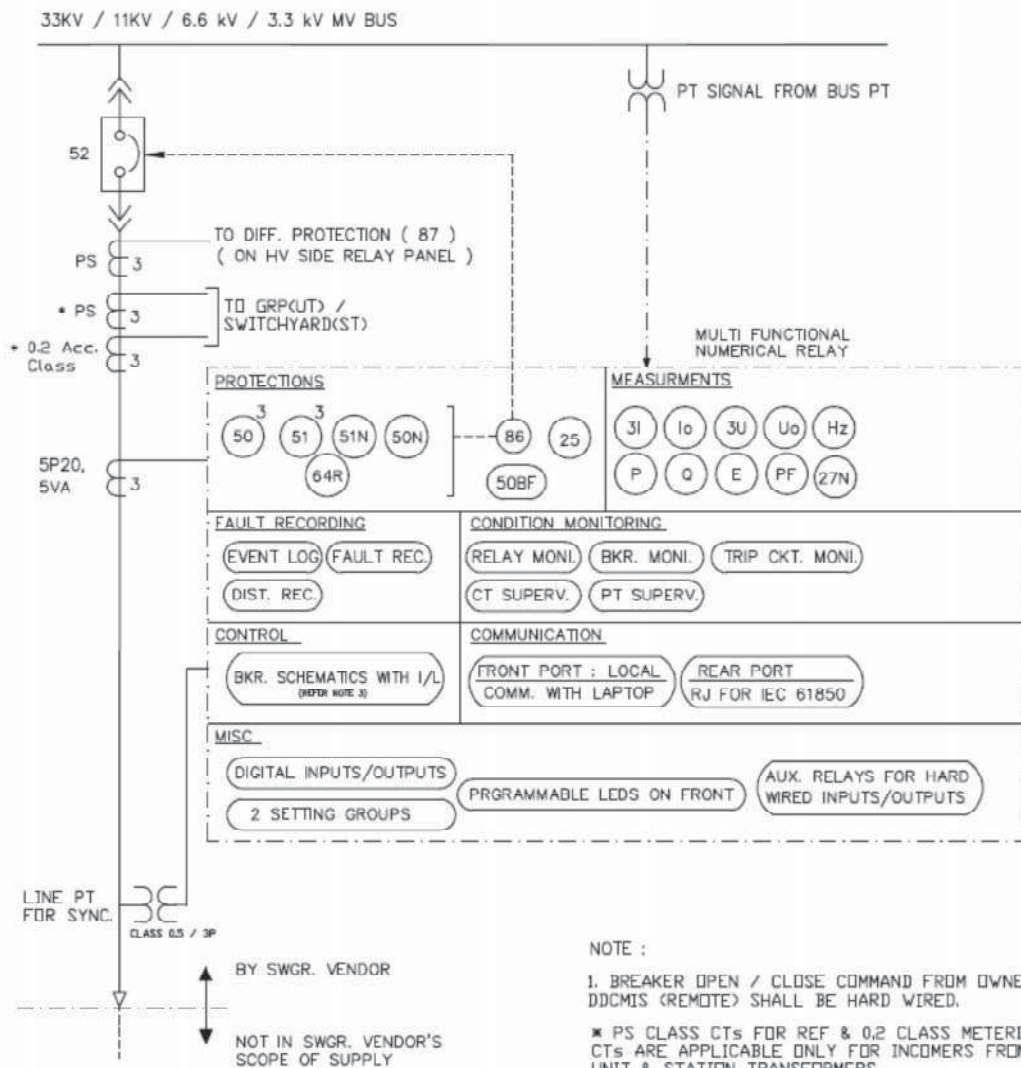 33KV / 11KV / 6.6 kV / 3.3 kV MV BUS
PT SIGNAL FROM BUS PT
52
TO DIFF. PROTECTION ( 87 )
( ON HV SIDE RELAY PANEL )
PS
3
* PS
3
TO GRP(UT) /
SWITCHYARD(ST)
* 0.2 Acc.
Class
3
MULTI FUNCTIONAL
NUMERICAL RELAY
PROTECTIONS
MEASURMENTS
3
3
50
51
51N
50N
86
25
64R
50BF
3I
Io
3U
Uo
Hz
P
Q
E
PF
27N
5P20,
5VA
3
FAULT RECORDING
CONDITION MONITORING
EVENT LOG
FAULT REC.
RELAY MONI.
BKR. MONI.
TRIP CKT. MONI.
DIST. REC.
CT SUPERV.
PT SUPERV.
CONTROL
COMMUNICATION
BKR. SCHEMATICS WITH I/L
(REFER NOTE 3)
FRONT PORT : LOCAL
COMM. WITH LAPTOP
REAR PORT
RJ FOR IEC 61850
MISC
DIGITAL INPUTS/OUTPUTS
2 SETTING GROUPS
PRGRAMMABLE LEDS ON FRONT
AUX. RELAYS FOR HARD
WIRED INPUTS/OUTPUTS
LINE PT
FOR SYNC.
CLASS 0.5 / 3P
BY SWGR. VENDOR
NOT IN SWGR. VENDOR'S
SCOPE OF SUPPLY
NOTE :
1. BREAKER OPEN / CLOSE COMMAND FROM OWNE
DDCMIS (REMOTE) SHALL BE HARD WIRED.
* PS CLASS CTs FOR REF & 0.2 CLASS METERI
CTs ARE APPLICABLE ONLY FOR INCOMERS FROM
UNIT & STATION TRANSFORMERS